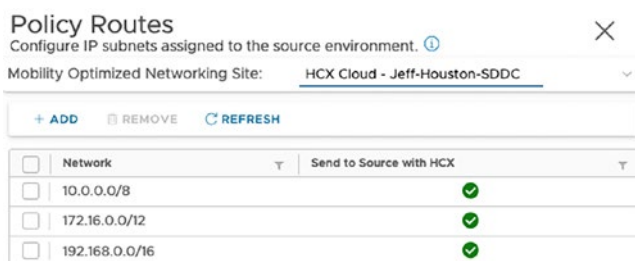 Policy Routes
Configure IP subnets assigned to the source environment.
Mobility Optimized Networking Site: HCX Cloud - Jeff-Houston-SDDC
+ ADD REMOVE REFRESH
Network Send to Source with HCX
10.0.0.0/8
172.16.0.0/12
192.168.0.0/16